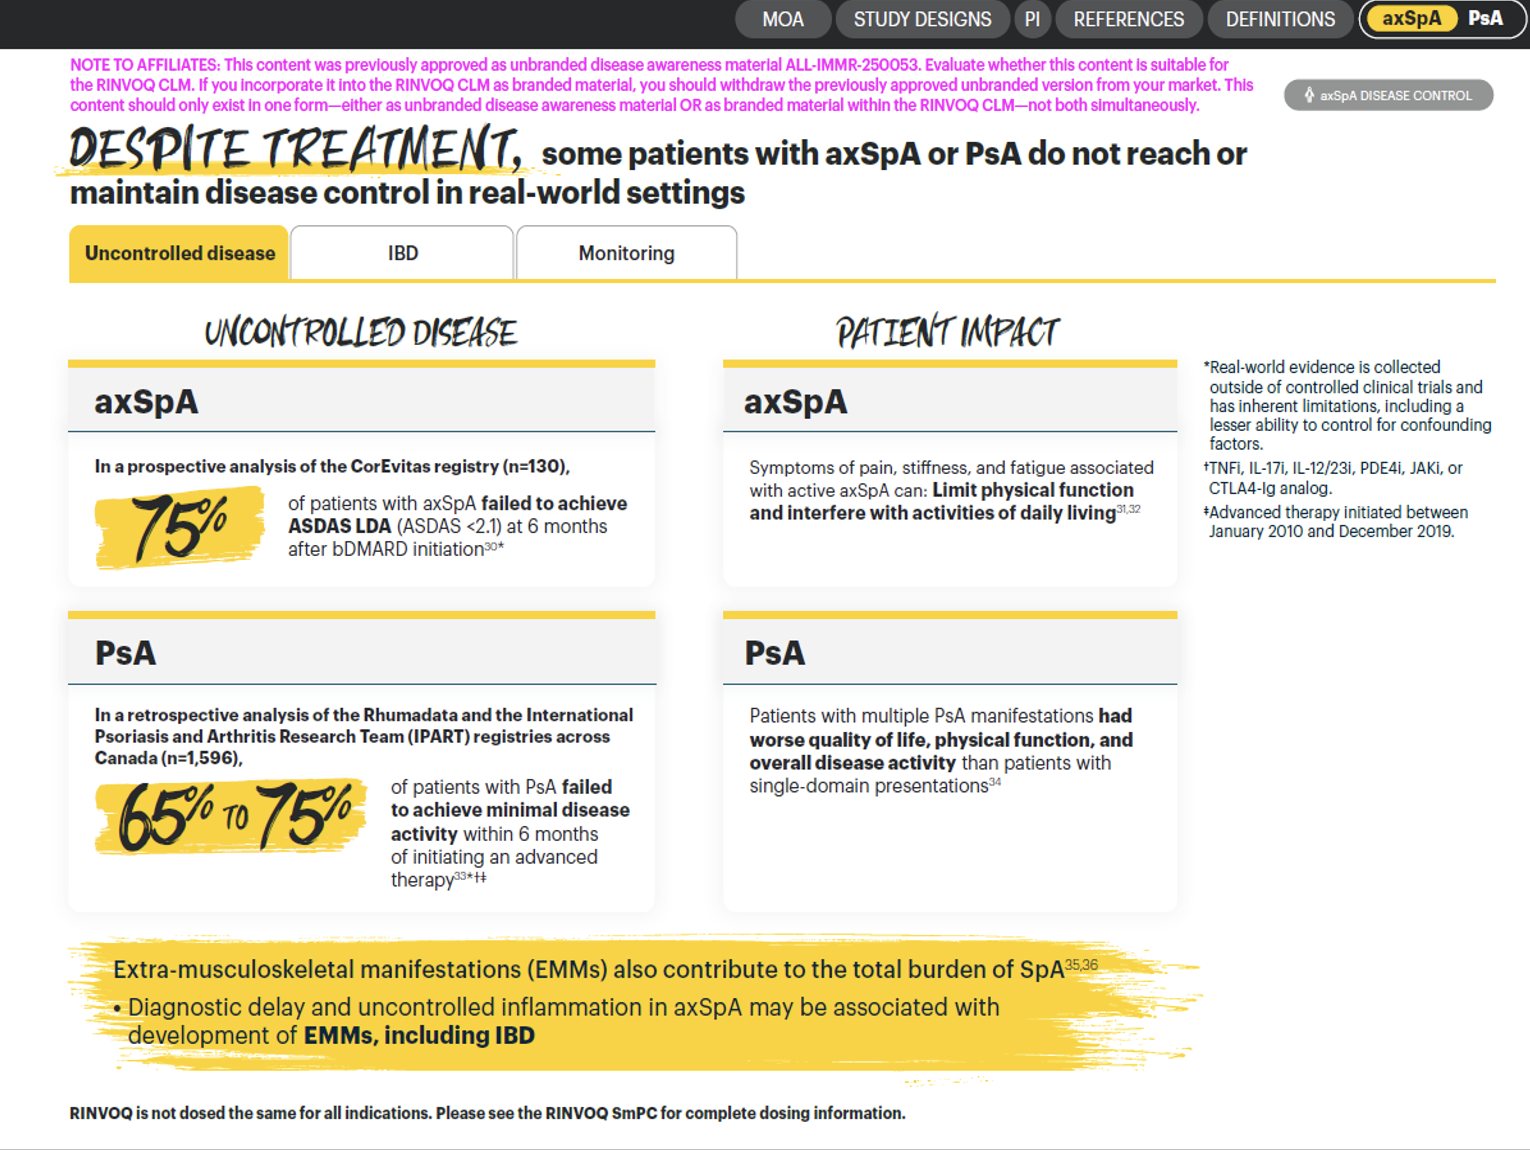 MOA STUDY DESIGNS PI REFERENCES DEFINITIONS axSpA PsA
NOTE TO AFFILIATES: This content was previously approved as unbranded disease awareness material ALL-IMMR-250053. Evaluate whether this content is suitable for
the RINVOQ CLM. If you incorporate it into the RINVOQ CLM as branded material, you should withdraw the previously approved unbranded version from your market. This
content should only exist in one form—either as unbranded disease awareness material OR as branded material within the RINVOQ CLM—not both simultaneously.
axSpA DISEASE CONTROL
DESPITE TREATMENT, some patients with axSpA or PsA do not reach or
maintain disease control in real-world settings
Uncontrolled disease
IBD
Monitoring
UNCONTROLLED DISEASE
axSpA
In a prospective analysis of the CorEvitas registry (n=130),
75%
of patients with axSpA failed to achieve
ASDAS LDA (ASDAS <2.1) at 6 months
after bDMARD initiation30*
PsA
In a retrospective analysis of the Rhumadata and the International
Psoriasis and Arthritis Research Team (IPART) registries across
Canada (n=1,596),
65% TO 75%
of patients with PsA failed
to achieve minimal disease
activity within 6 months
of initiating an advanced
therapy33*†‡
PATIENT IMPACT
axSpA
Symptoms of pain, stiffness, and fatigue associated
with active axSpA can: Limit physical function
and interfere with activities of daily living31,32
PsA
Patients with multiple PsA manifestations had
worse quality of life, physical function, and
overall disease activity than patients with
single-domain presentations34
*Real-world evidence is collected
outside of controlled clinical trials and
has inherent limitations, including a
lesser ability to control for confounding
factors.
†TNFi, IL-17i, IL-12/23i, PDE4i, JAKi, or
CTLA4-Ig analog.
‡Advanced therapy initiated between
January 2010 and December 2019.
Extra-musculoskeletal manifestations (EMMs) also contribute to the total burden of SpA35,36
• Diagnostic delay and uncontrolled inflammation in axSpA may be associated with
development of EMMs, including IBD
RINVOQ is not dosed the same for all indications. Please see the RINVOQ SmPC for complete dosing information.